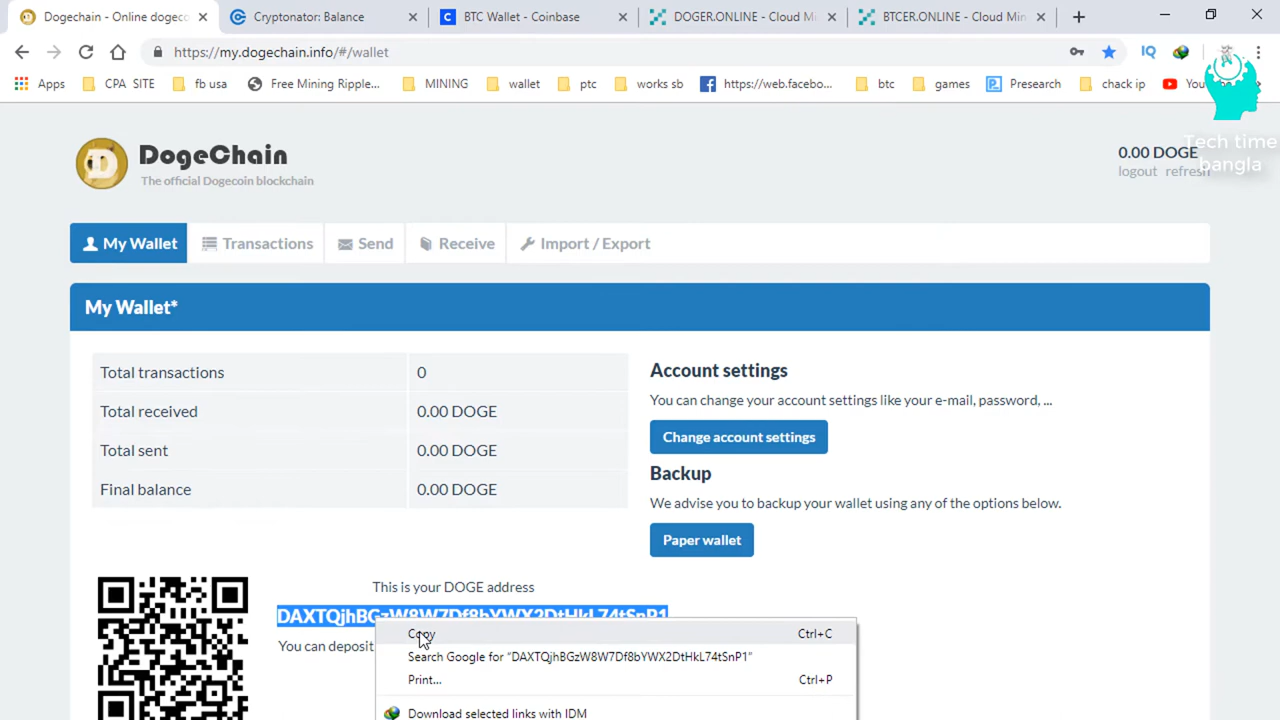 Dogechain - Online dogeco
Cryptonator: Balance
BTC Wallet - Coinbase
DOGER.ONLINE - Cloud Mi
BTCER.ONLINE - Cloud Min
https://my.dogechain.info/#/wallet
IQ
Apps
CPA SITE
fb usa
Free Mining Ripple...
MINING
wallet
ptc
works sb
https://web.facebo...
btc
games
Presearch
chack ip
Tech time
bangla
DogeChain
The official Dogecoin blockchain
0.00 DOGE
logout refresh
My Wallet
Transactions
Send
Receive
Import / Export
My Wallet*
Total transactions 0
Total received 0.00 DOGE
Total sent 0.00 DOGE
Final balance 0.00 DOGE
Account settings
You can change your account settings like your e-mail, password, ...
Change account settings
Backup
We advise you to backup your wallet using any of the options below.
Paper wallet
This is your DOGE address
DAXTQjhBGzW8W7Df8bYWX2DtHkL74tSnP1
You can deposit
Copy Ctrl+C
Search Google for “DAXTQjhBGzW8W7Df8bYWX2DtHkL74tSnP1”
Print... Ctrl+P
Download selected links with IDM